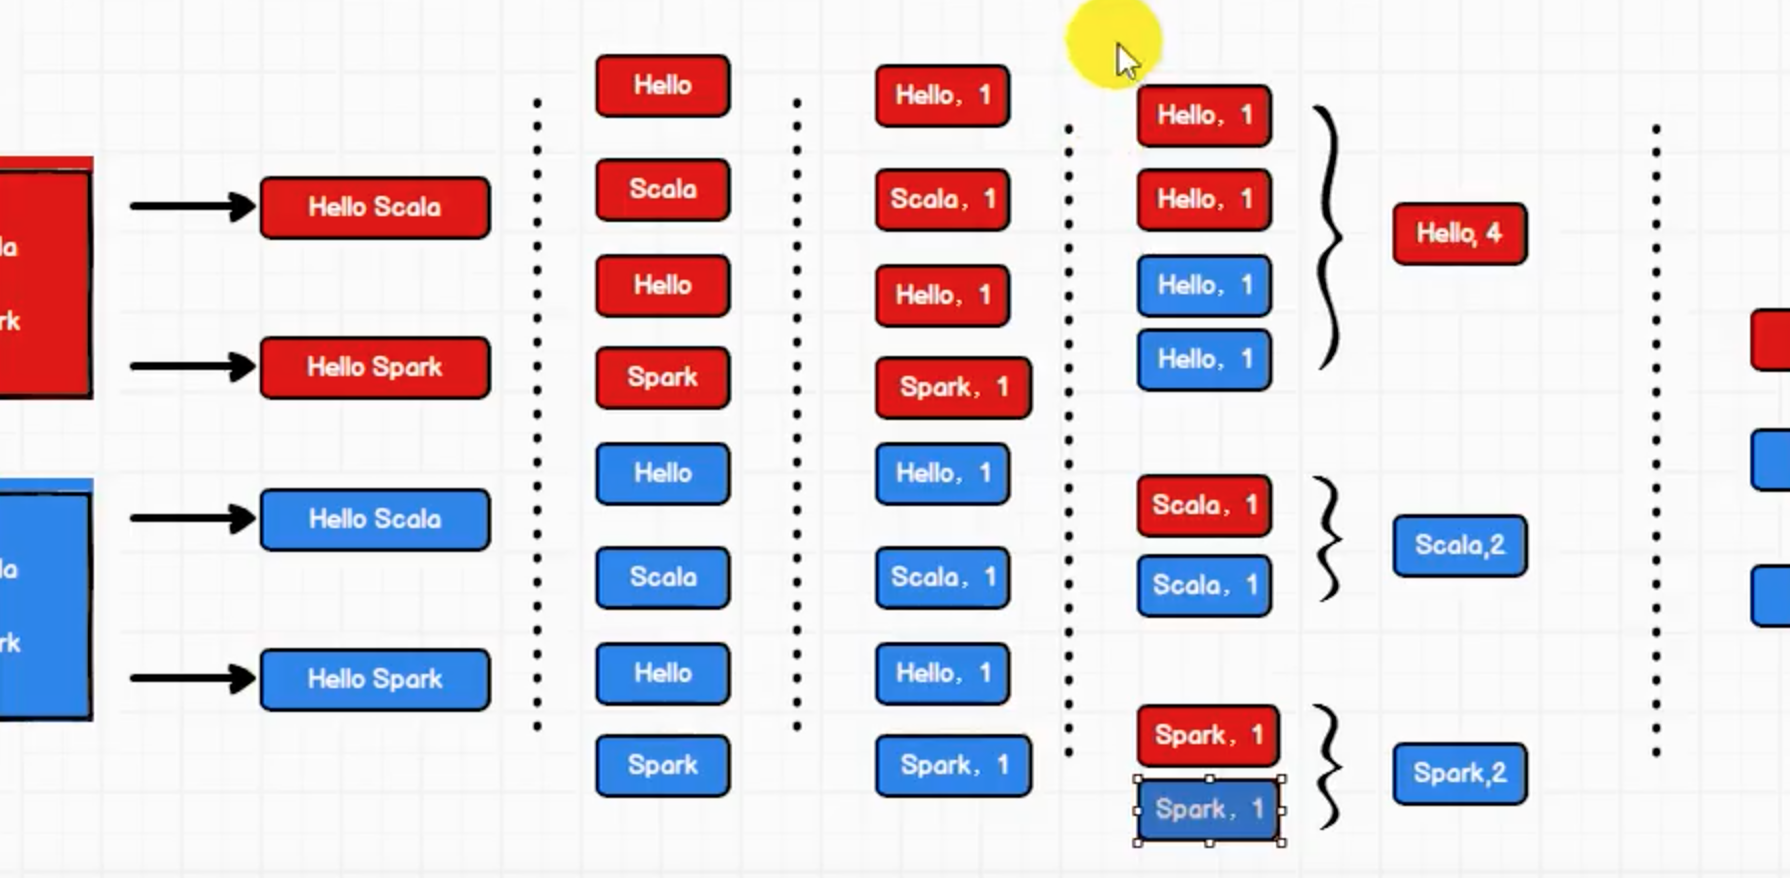 la
rk
la
rk
Hello Scala
Hello Spark
Hello Scala
Hello Spark
Hello
Scala
Hello
Spark
Hello
Scala
Hello
Spark
Hello, 1
Scala, 1
Hello, 1
Spark, 1
Hello, 1
Scala, 1
Hello, 1
Spark, 1
Hello, 1
Hello, 1
Hello, 1
Hello, 1
Scala, 1
Scala, 1
Spark, 1
Spark, 1
Hello, 4
Scala,2
Spark,2